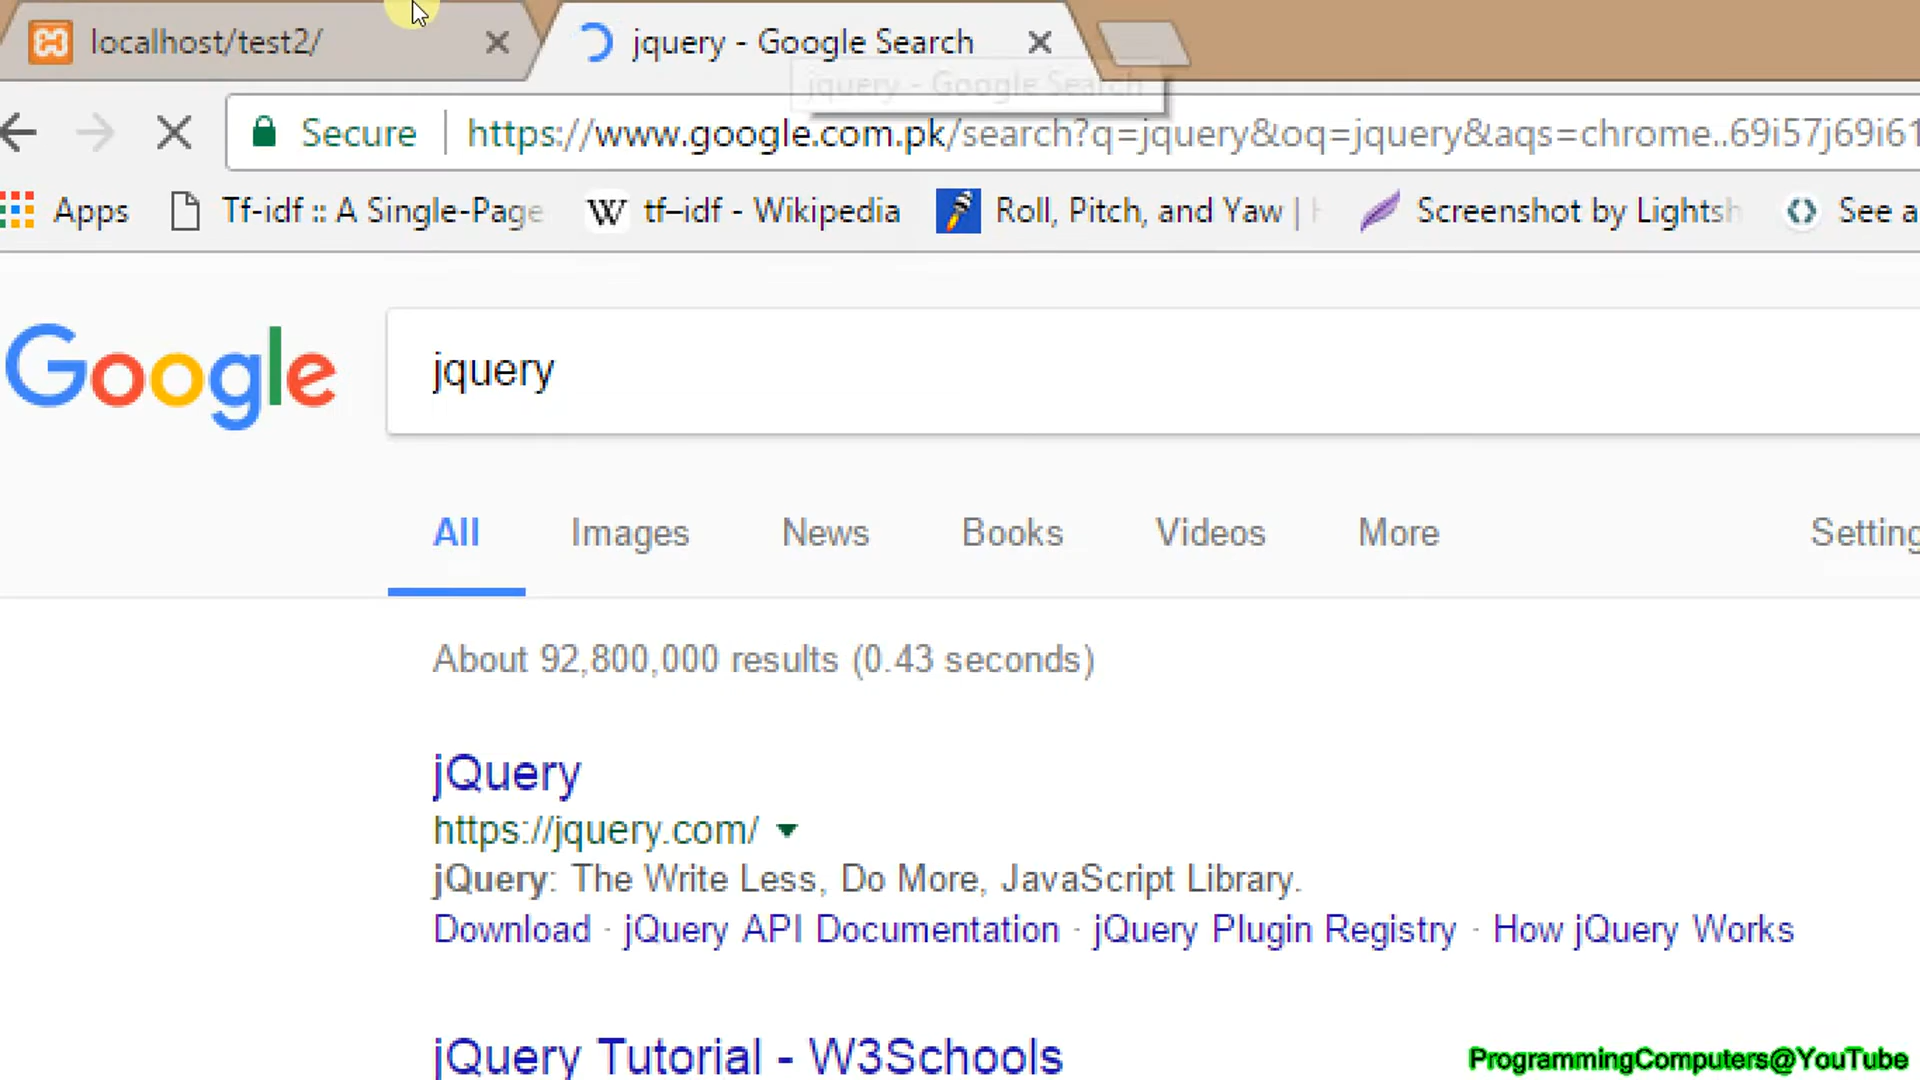 localhost/test2/
jquery - Google Search
jquery - Google Search
Secure https://www.google.com.pk/search?q=jquery&oq=jquery&aqs=chrome..69i57j69i61
Apps Tf-idf :: A Single-Page tf–idf - Wikipedia Roll, Pitch, and Yaw | Screenshot by Lightsh See a
Google jquery
All Images News Books Videos More Setting
About 92,800,000 results (0.43 seconds)
jQuery
https://jquery.com/
jQuery: The Write Less, Do More, JavaScript Library.
Download · jQuery API Documentation · jQuery Plugin Registry · How jQuery Works
jQuery Tutorial - W3Schools
ProgrammingComputers@YouTube